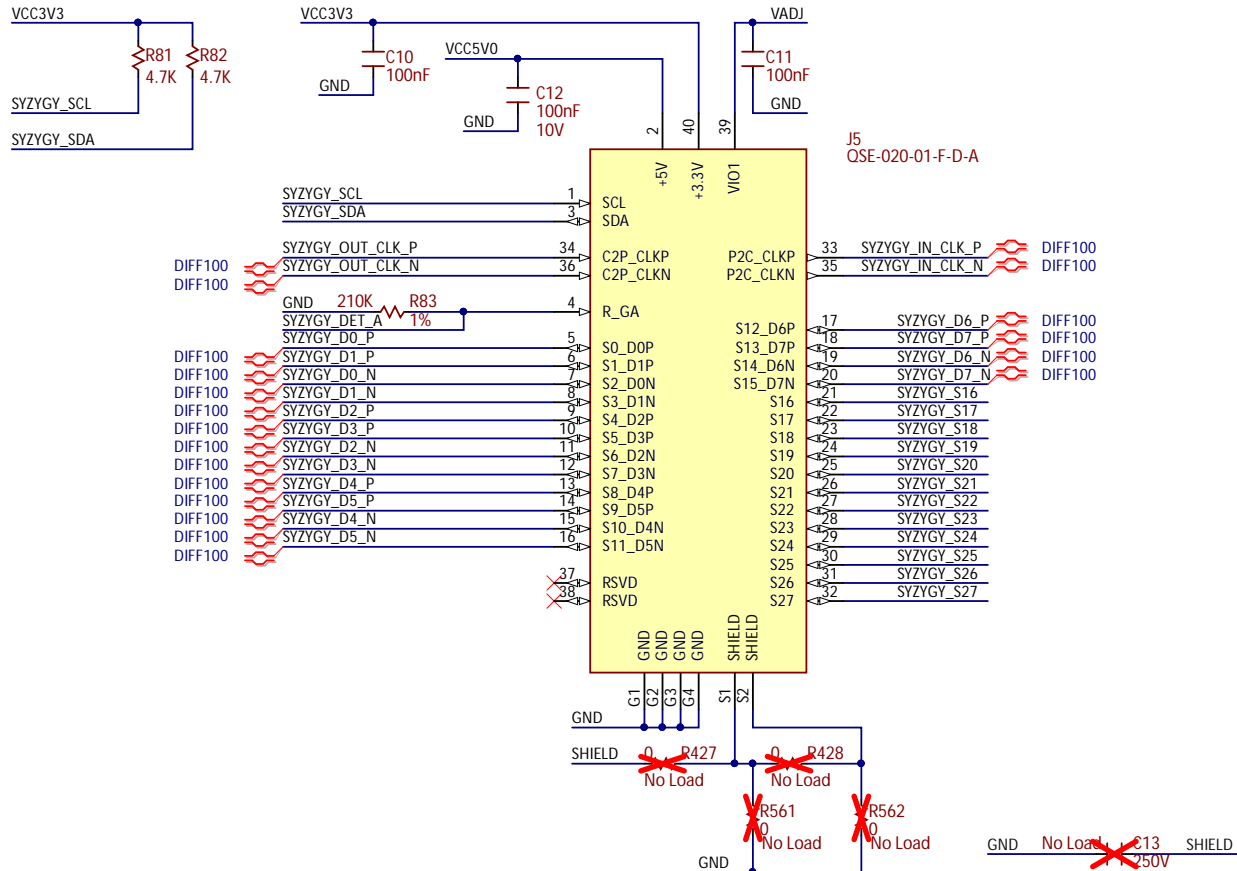 VCC3V3
R81
4.7K
R82
4.7K
SYZYGY_SCL
SYZYGY_SDA
VCC3V3
C10
100nF
GND
VCC5V0
C12
100nF
10V
GND
VADJ
C11
100nF
GND
2
40
39
J5
QSE-020-01-F-D-A
+5V
+3.3V
VIO1
SYZYGY_SCL 1 SCL
SYZYGY_SDA 3 SDA
DIFF100 SYZYGY_OUT_CLK_P 34 C2P_CLKP
DIFF100 SYZYGY_OUT_CLK_N 36 C2P_CLKN
GND 210K R83 1% 4 R_GA
SYZYGY_DET_A
DIFF100 SYZYGY_D0_P 5 S0_D0P
DIFF100 SYZYGY_D1_P 6 S1_D1P
DIFF100 SYZYGY_D0_N 7 S2_D0N
DIFF100 SYZYGY_D1_N 8 S3_D1N
DIFF100 SYZYGY_D2_P 9 S4_D2P
DIFF100 SYZYGY_D3_P 10 S5_D3P
DIFF100 SYZYGY_D2_N 11 S6_D2N
DIFF100 SYZYGY_D3_N 12 S7_D3N
DIFF100 SYZYGY_D4_P 13 S8_D4P
DIFF100 SYZYGY_D5_P 14 S9_D5P
DIFF100 SYZYGY_D4_N 15 S10_D4N
DIFF100 SYZYGY_D5_N 16 S11_D5N
37 RSVD
38 RSVD
P2C_CLKP 33 SYZYGY_IN_CLK_P DIFF100
P2C_CLKN 35 SYZYGY_IN_CLK_N DIFF100
S12_D6P 17 SYZYGY_D6_P DIFF100
S13_D7P 18 SYZYGY_D7_P DIFF100
S14_D6N 19 SYZYGY_D6_N DIFF100
S15_D7N 20 SYZYGY_D7_N DIFF100
S16 21 SYZYGY_S16
S17 22 SYZYGY_S17
S18 23 SYZYGY_S18
S19 24 SYZYGY_S19
S20 25 SYZYGY_S20
S21 26 SYZYGY_S21
S22 27 SYZYGY_S22
S23 28 SYZYGY_S23
S24 29 SYZYGY_S24
S25 30 SYZYGY_S25
S26 31 SYZYGY_S26
S27 32 SYZYGY_S27
GND
GND
GND
GND
SHIELD
SHIELD
G1
G2
G3
G4
S1
S2
GND
SHIELD
0 R427
No Load
0 R428
No Load
R561
0
No Load
R562
0
No Load
GND
GND No Load C13 SHIELD
250V